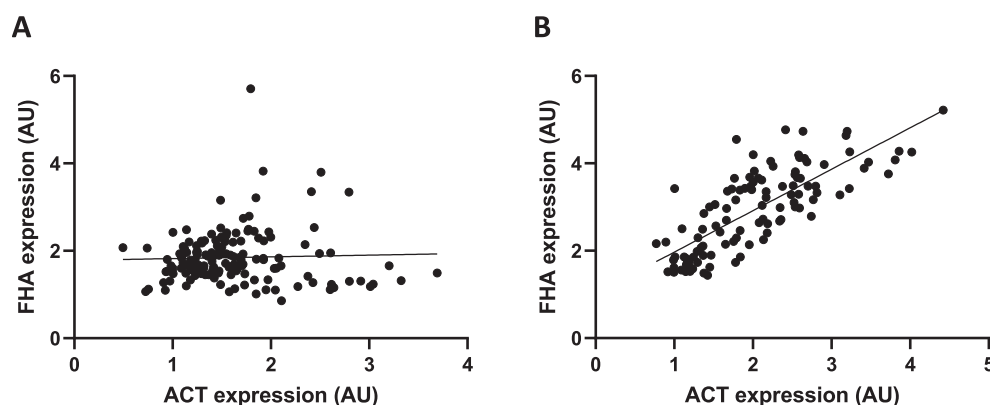 A
FHA expression (AU)
6
4
2
0
0 1 2 3 4
ACT expression (AU)
B
FHA expression (AU)
6
4
2
0
0 1 2 3 4 5
ACT expression (AU)